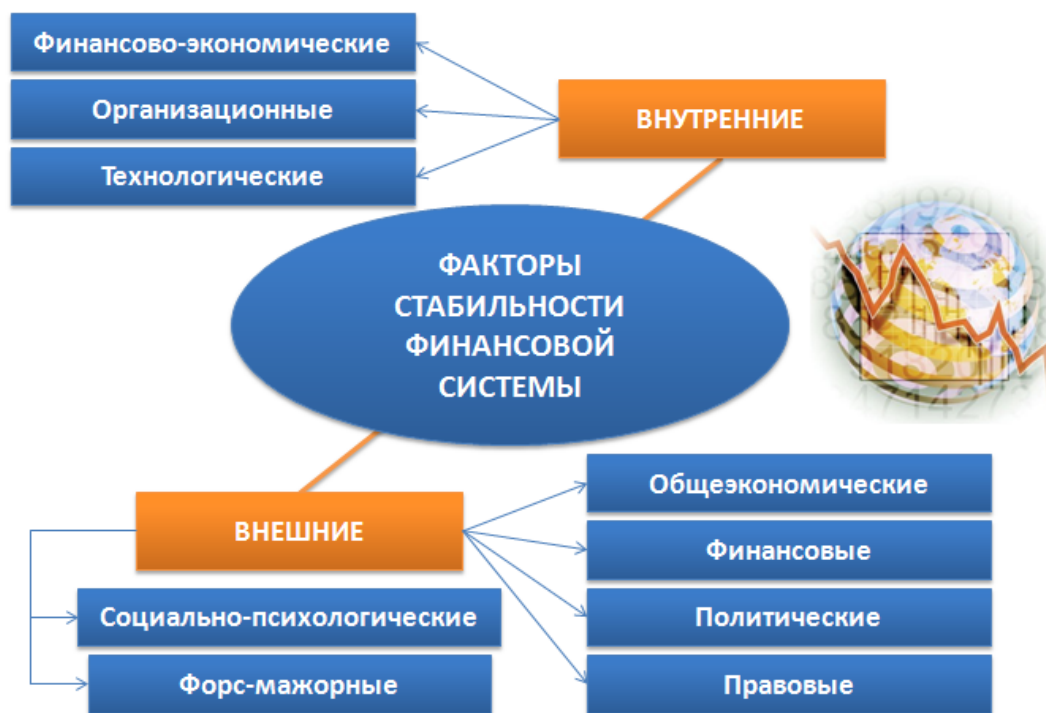 Финансово-экономические
Организационные
Технологические
ВНУТРЕННИЕ
ФАКТОРЫ
СТАБИЛЬНОСТИ
ФИНАНСОВОЙ
СИСТЕМЫ
ВНЕШНИЕ
Социально-психологические
Форс-мажорные
Общеэкономические
Финансовые
Политические
Правовые